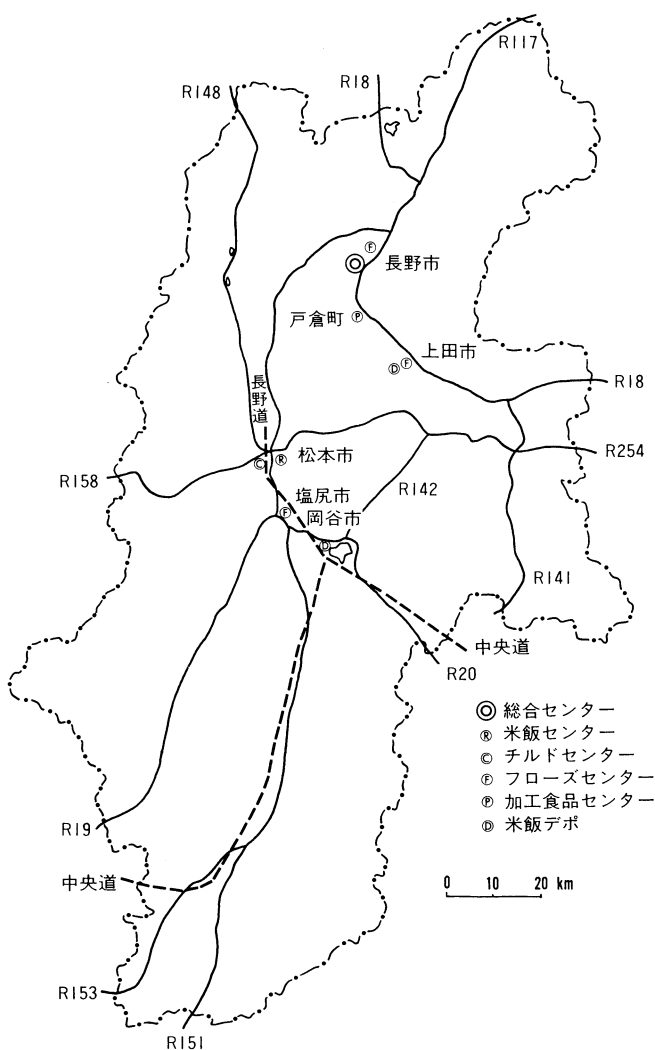 R117
R18
R148
Ⓕ
長野市
戸倉町
Ⓟ
上田市
Ⓓ Ⓕ
R18
長野道
松本市
Ⓒ Ⓡ
R254
R158
R142
塩尻市
Ⓕ
岡谷市
Ⓓ
R141
中央道
R20
◎ 総合センター
Ⓡ 米飯センター
Ⓒ チルドセンター
Ⓕ フローズセンター
Ⓟ 加工食品センター
Ⓓ 米飯デポ
R19
中央道
0 10 20 km
R153
R151